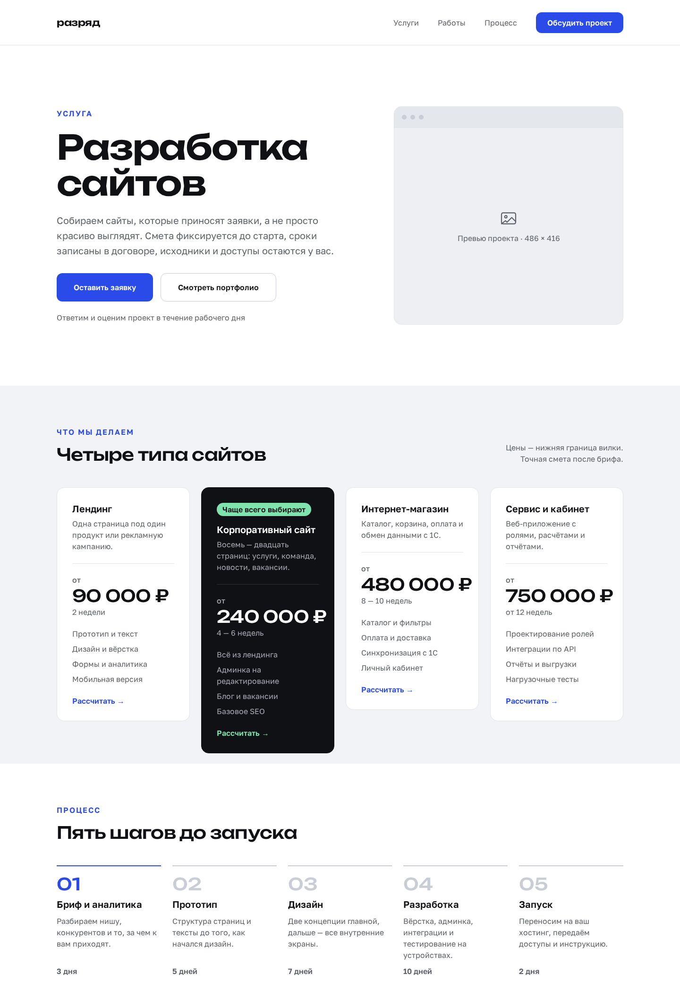 разряд
Услуги
Работы
Процесс
Обсудить проект
УСЛУГА
Разработка
сайтов
Собираем сайты, которые приносят заявки, а не просто
красиво выглядят. Смета фиксируется до старта, сроки
записаны в договоре, исходники и доступы остаются у вас.
Оставить заявку
Смотреть портфолио
Ответим и оценим проект в течение рабочего дня
Превью проекта · 486 × 416
ЧТО МЫ ДЕЛАЕМ
Четыре типа сайтов
Цены — нижняя граница вилки.
Точная смета после брифа.
Лендинг
Одна страница под один
продукт или рекламную
кампанию.
от
90 000 ₽
2 недели
Прототип и текст
Дизайн и вёрстка
Формы и аналитика
Мобильная версия
Рассчитать →
Чаще всего выбирают
Корпоративный сайт
Восемь — двадцать
страниц: услуги, команда,
новости, вакансии.
от
240 000 ₽
4 — 6 недель
Всё из лендинга
Админка на
редактирование
Блог и вакансии
Базовое SEO
Рассчитать →
Интернет-магазин
Каталог, корзина, оплата и
обмен данными с 1С.
от
480 000 ₽
8 — 10 недель
Каталог и фильтры
Оплата и доставка
Синхронизация с 1С
Личный кабинет
Рассчитать →
Сервис и кабинет
Веб-приложение с
ролями, расчётами и
отчётами.
от
750 000 ₽
от 12 недель
Проектирование ролей
Интеграции по API
Отчёты и выгрузки
Нагрузочные тесты
Рассчитать →
ПРОЦЕСС
Пять шагов до запуска
01
Бриф и аналитика
Разбираем нишу,
конкурентов и то, за чем к
вам приходят.
3 дня
02
Прототип
Структура страниц и
тексты до того, как
начался дизайн.
5 дней
03
Дизайн
Две концепции главной,
дальше — все внутренние
экраны.
7 дней
04
Разработка
Вёрстка, админка,
интеграции и
тестирование на
устройствах.
10 дней
05
Запуск
Переносим на ваш
хостинг, передаём
доступы и инструкцию.
2 дня